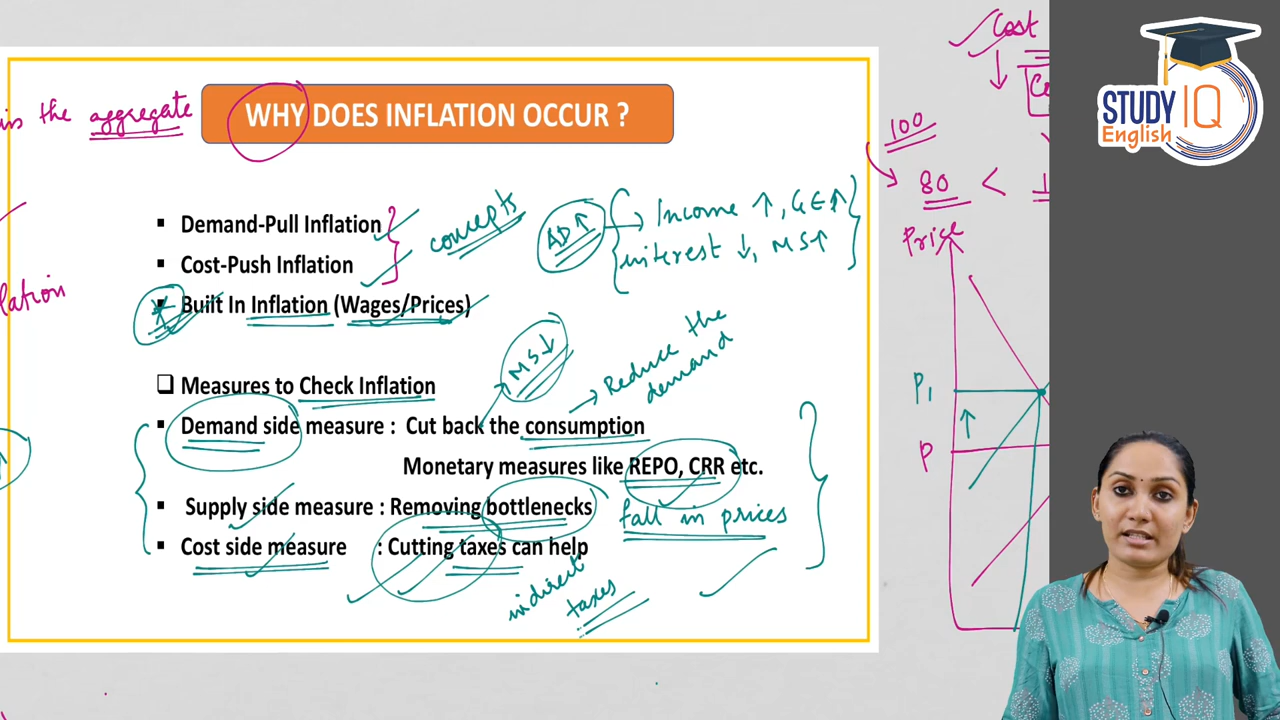 Cost
STUDY IQ
English
is the aggregate
WHY DOES INFLATION OCCUR ?
100
80 <
Price
▪ Demand-Pull Inflation
▪ Cost-Push Inflation
concepts
AD↑
Income ↑, GE↑
interest ↓, MS↑
▪ Built In Inflation (Wages/Prices)
MS↓
→ Reduce the
demand
❑ Measures to Check Inflation
▪ Demand side measure : Cut back the consumption
Monetary measures like REPO, CRR etc.
▪ Supply side measure : Removing bottlenecks
fall in prices
▪ Cost side measure : Cutting taxes can help
indirect
taxes
P1
P